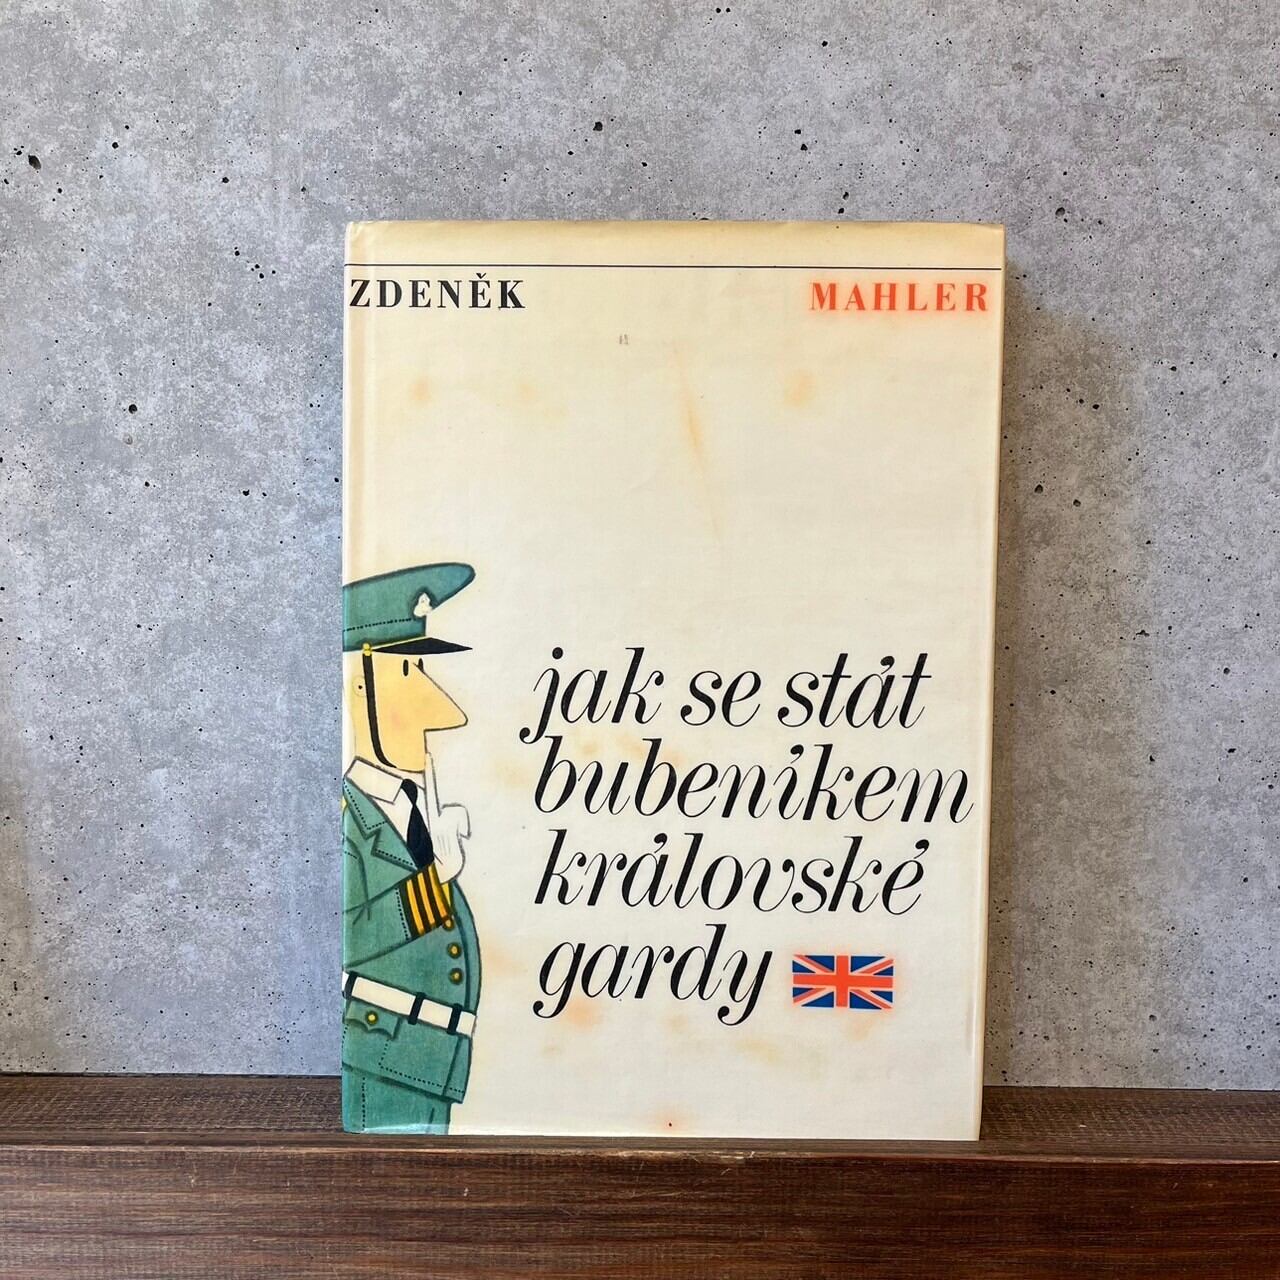 ZDENĚK MAHLER
jak se stát
bubeníkem
královské
gardy